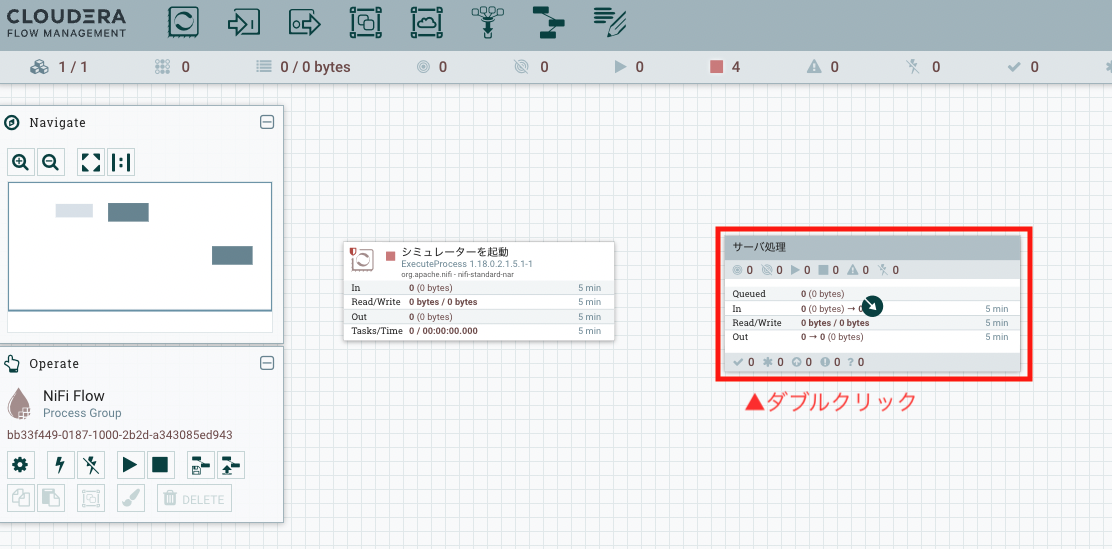 CLOUDERA
FLOW MANAGEMENT
1 / 1
0
0 / 0 bytes
0
0
0
4
0
0
0
Navigate
シミュレーターを起動
ExecuteProcess 1.18.0.2.1.5.1-1
org.apache.nifi - nifi-standard-nar
In 0 (0 bytes) 5 min
Read/Write 0 bytes / 0 bytes 5 min
Out 0 (0 bytes) 5 min
Tasks/Time 0 / 00:00:00.000 5 min
サーバ処理
0 0 0 0 0 0
Queued 0 (0 bytes)
In 0 (0 bytes) → 0 5 min
Read/Write 0 bytes / 0 bytes 5 min
Out 0 → 0 (0 bytes) 5 min
0 0 0 0 ? 0
▲ダブルクリック
Operate
NiFi Flow
Process Group
bb33f449-0187-1000-2b2d-a343085ed943
DELETE